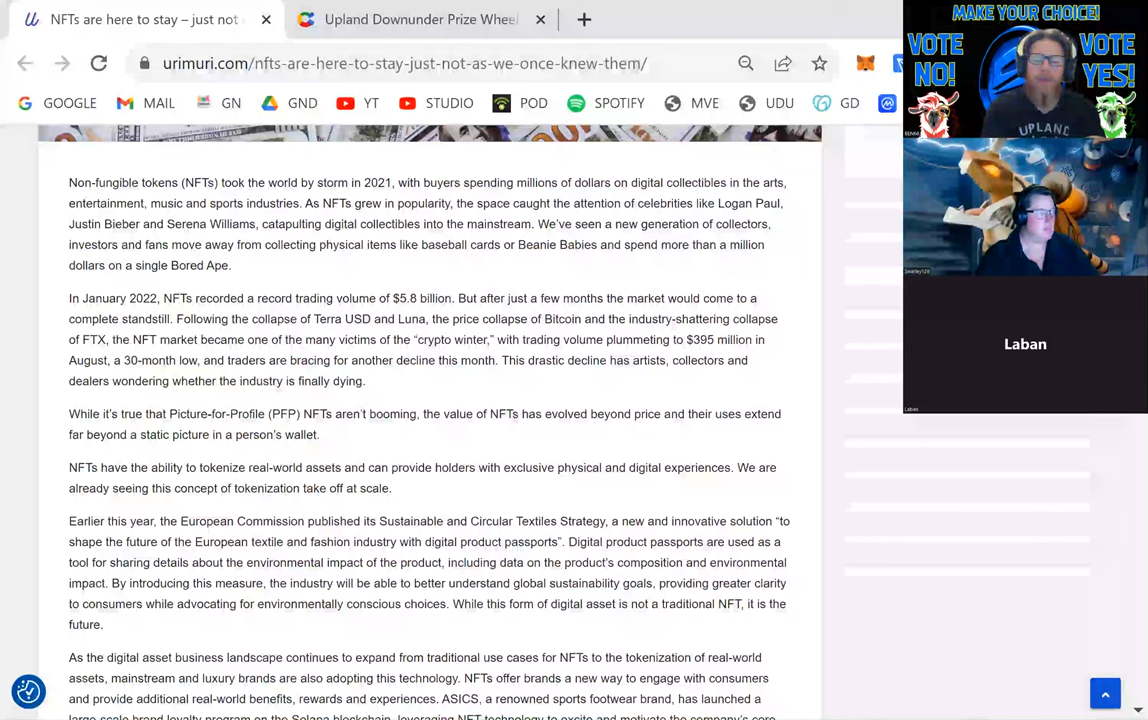 NFTs are here to stay – just not
Upland Downunder Prize Wheel
urimuri.com/nfts-are-here-to-stay-just-not-as-we-once-knew-them/
GOOGLE MAIL GN GND YT STUDIO POD SPOTIFY MVE UDU GD
MAKE YOUR CHOICE!
VOTE NO!
VOTE YES!
UPLAND
Non-fungible tokens (NFTs) took the world by storm in 2021, with buyers spending millions of dollars on digital collectibles in the arts,
entertainment, music and sports industries. As NFTs grew in popularity, the space caught the attention of celebrities like Logan Paul,
Justin Bieber and Serena Williams, catapulting digital collectibles into the mainstream. We've seen a new generation of collectors,
investors and fans move away from collecting physical items like baseball cards or Beanie Babies and spend more than a million
dollars on a single Bored Ape.
In January 2022, NFTs recorded a record trading volume of $5.8 billion. But after just a few months the market would come to a
complete standstill. Following the collapse of Terra USD and Luna, the price collapse of Bitcoin and the industry-shattering collapse
of FTX, the NFT market became one of the many victims of the “crypto winter,” with trading volume plummeting to $395 million in
August, a 30-month low, and traders are bracing for another decline this month. This drastic decline has artists, collectors and
dealers wondering whether the industry is finally dying.
While it's true that Picture-for-Profile (PFP) NFTs aren't booming, the value of NFTs has evolved beyond price and their uses extend
far beyond a static picture in a person's wallet.
NFTs have the ability to tokenize real-world assets and can provide holders with exclusive physical and digital experiences. We are
already seeing this concept of tokenization take off at scale.
Earlier this year, the European Commission published its Sustainable and Circular Textiles Strategy, a new and innovative solution “to
shape the future of the European textile and fashion industry with digital product passports”. Digital product passports are used as a
tool for sharing details about the environmental impact of the product, including data on the product's composition and environmental
impact. By introducing this measure, the industry will be able to better understand global sustainability goals, providing greater clarity
to consumers while advocating for environmentally conscious choices. While this form of digital asset is not a traditional NFT, it is the
future.
As the digital asset business landscape continues to expand from traditional use cases for NFTs to the tokenization of real-world
assets, mainstream and luxury brands are also adopting this technology. NFTs offer brands a new way to engage with consumers
and provide additional real-world benefits, rewards and experiences. ASICS, a renowned sports footwear brand, has launched a
large-scale brand loyalty program on the Solana blockchain, leveraging NFT technology to excite and motivate the company's core
Laban
Laban